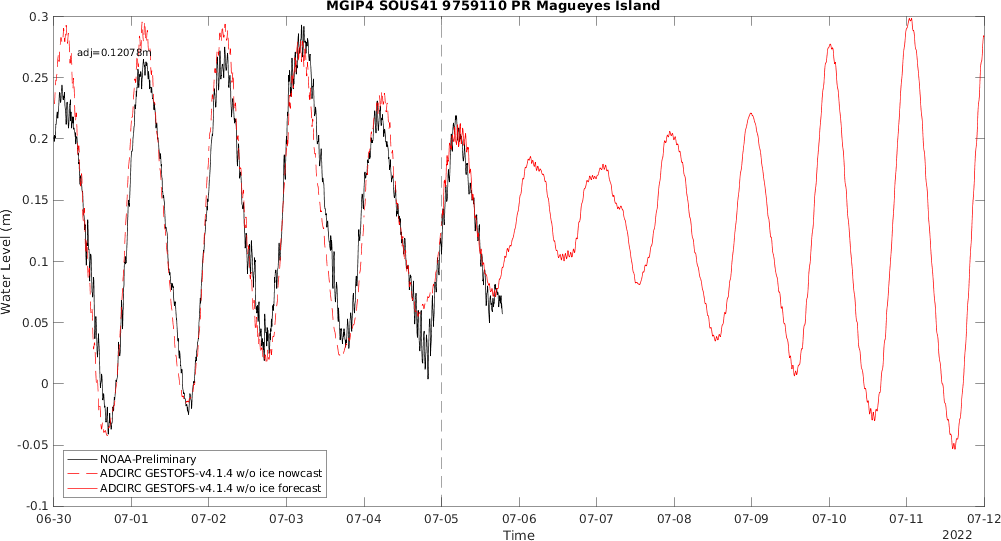 MGIP4 SOUS41 9759110 PR Magueyes Island
adj=0.12078m
0.3
0.25
0.2
0.15
0.1
0.05
0
-0.05
-0.1
Water Level (m)
NOAA-Preliminary
ADCIRC GESTOFS-v4.1.4 w/o ice nowcast
ADCIRC GESTOFS-v4.1.4 w/o ice forecast
06-30 07-01 07-02 07-03 07-04 07-05 07-06 07-07 07-08 07-09 07-10 07-11 07-12
Time
2022